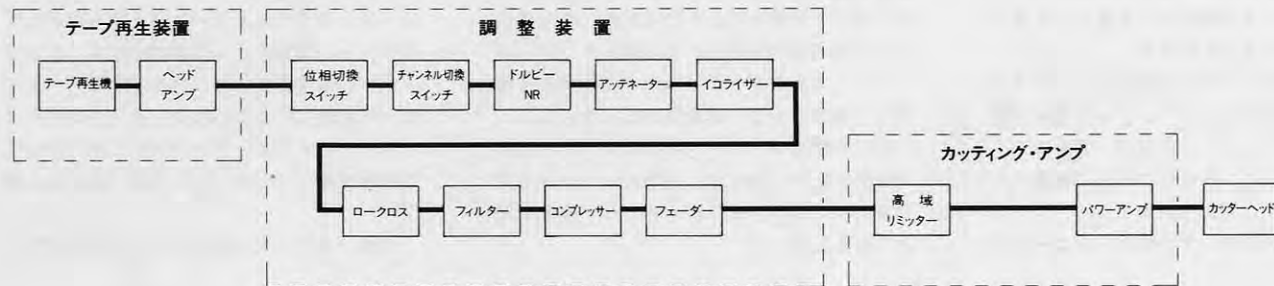 テープ再生装置
テープ再生機
ヘッド
アンプ
調整装置
位相切換
スイッチ
チャンネル切換
スイッチ
ドルビー
NR
アッテネーター
イコライザー
ロークロス
フィルター
コンプレッサー
フェーダー
カッティング・アンプ
高域
リミッター
パワーアンプ
カッターヘッド